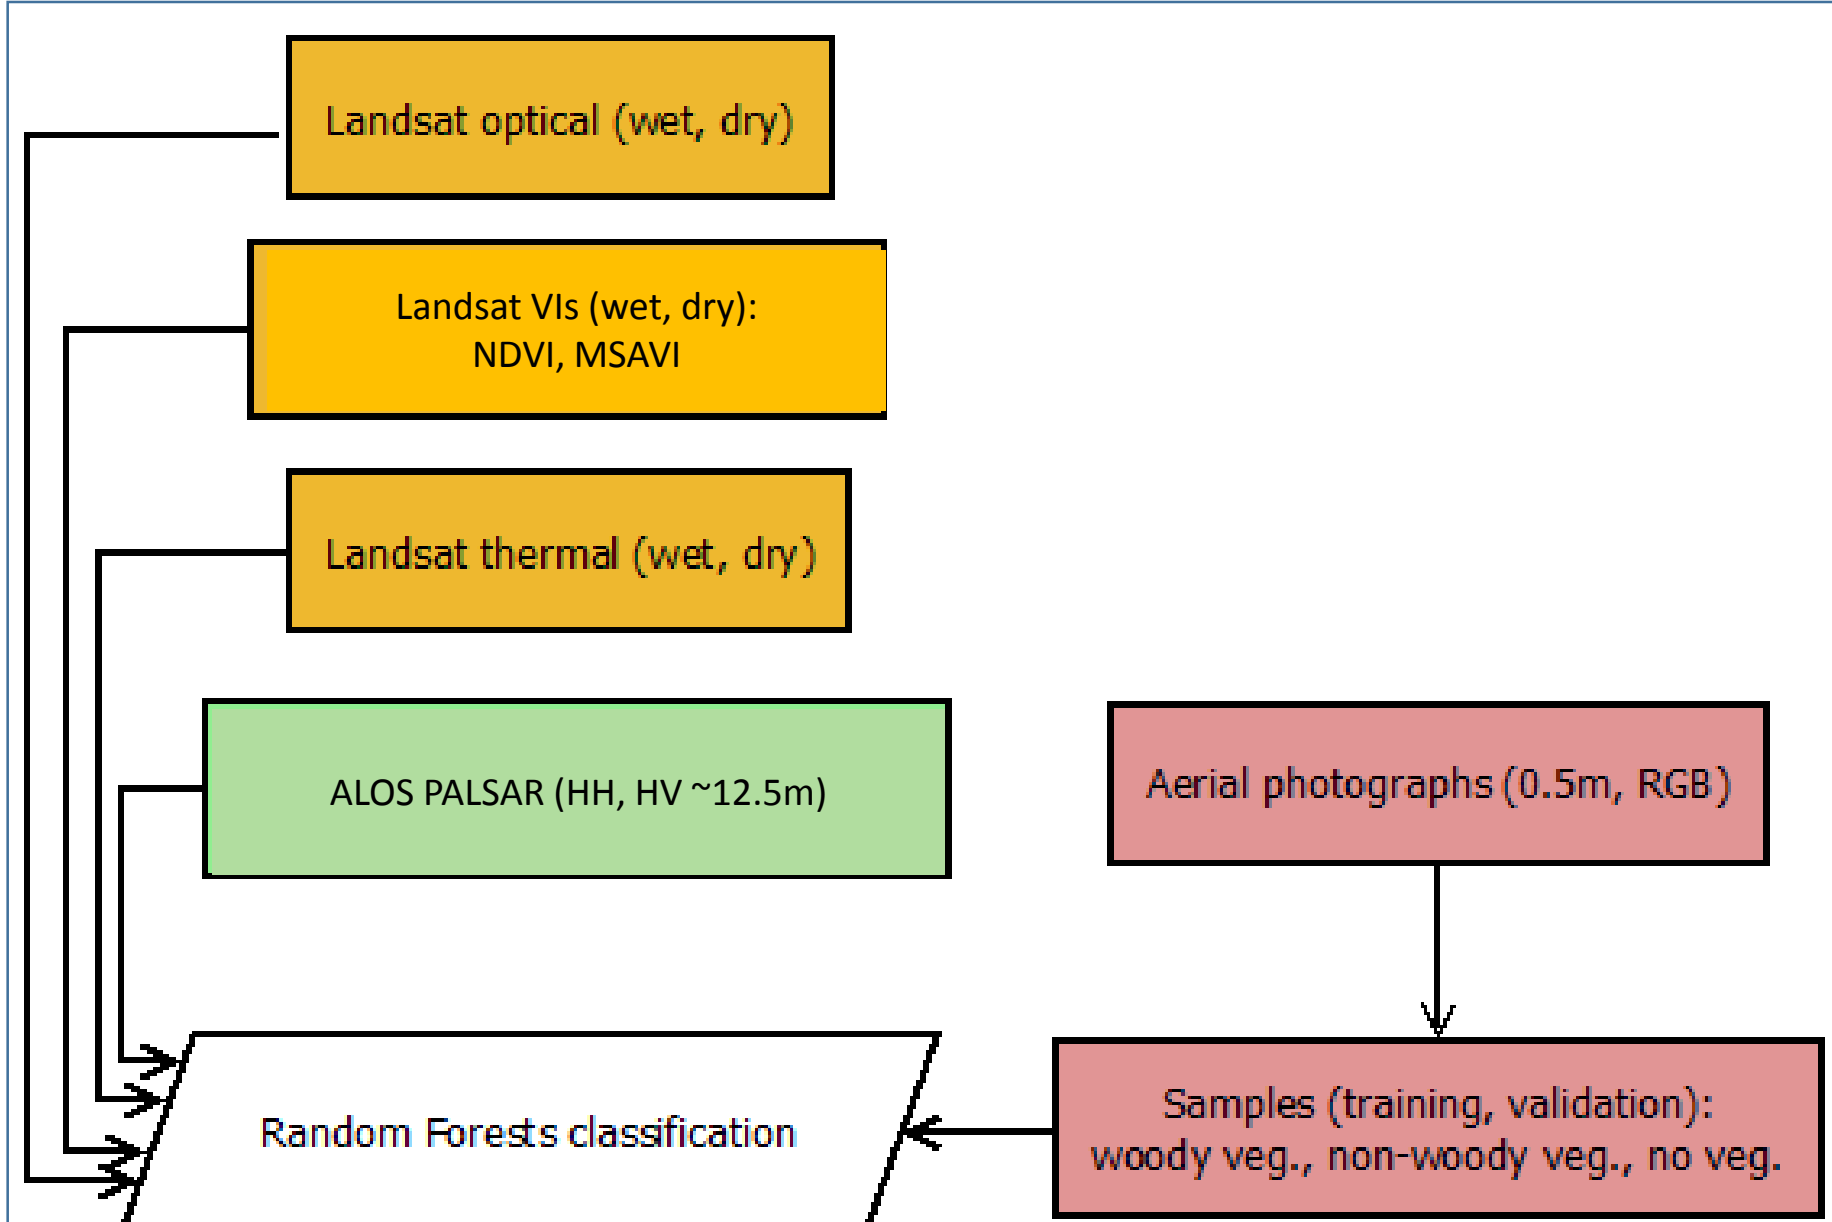 Landsat optical (wet, dry)
Landsat VIs (wet, dry):
NDVI, MSAVI
Landsat thermal (wet, dry)
ALOS PALSAR (HH, HV ~12.5m)
Aerial photographs (0.5m, RGB)
Random Forests classification
Samples (training, validation):
woody veg., non-woody veg., no veg.